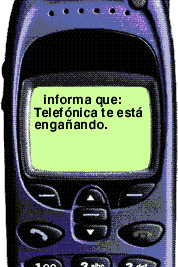 informa que:
Telefónica te está
engañando.